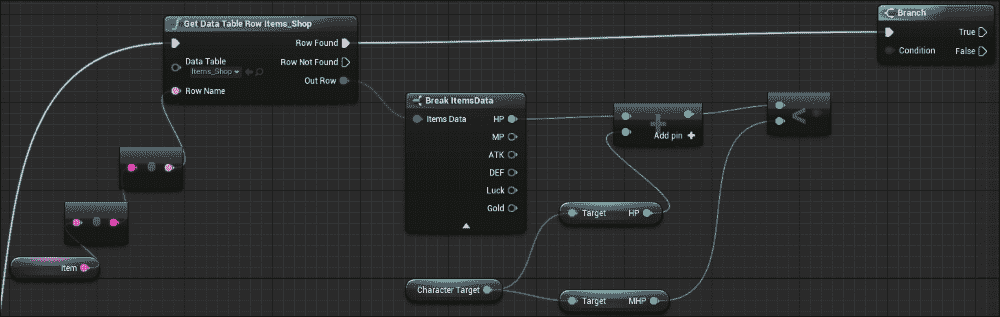 Get Data Table Row Items_Shop
Row Found
Data Table
Items_Shop
Row Not Found
Out Row
Row Name
Item
Break ItemsData
Items Data
HP
MP
ATK
DEF
Luck
Gold
Character Target
Add pin +
Target HP
Target MHP
<
Branch
Condition
True
False